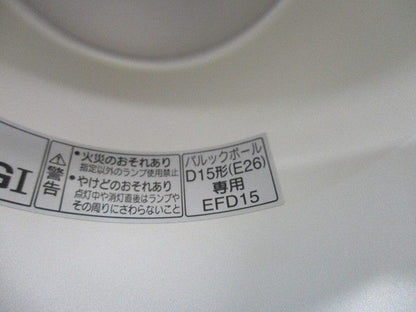 GI
警告
・火災のおそれあり
指定以外のランプ使用禁止
・やけどのおそれあり
点灯中や消灯直後はランプや
その周りにさわらないこと
パルックボール
D15形(E26)
専用
EFD15